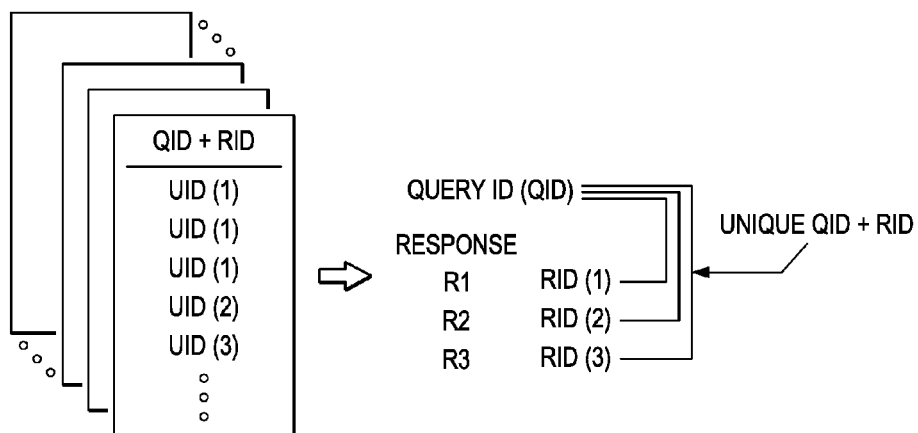 QID + RID
UID (1)
UID (1)
UID (1)
UID (2)
UID (3)
QUERY ID (QID)
RESPONSE
R1 RID (1)
R2 RID (2)
R3 RID (3)
UNIQUE QID + RID